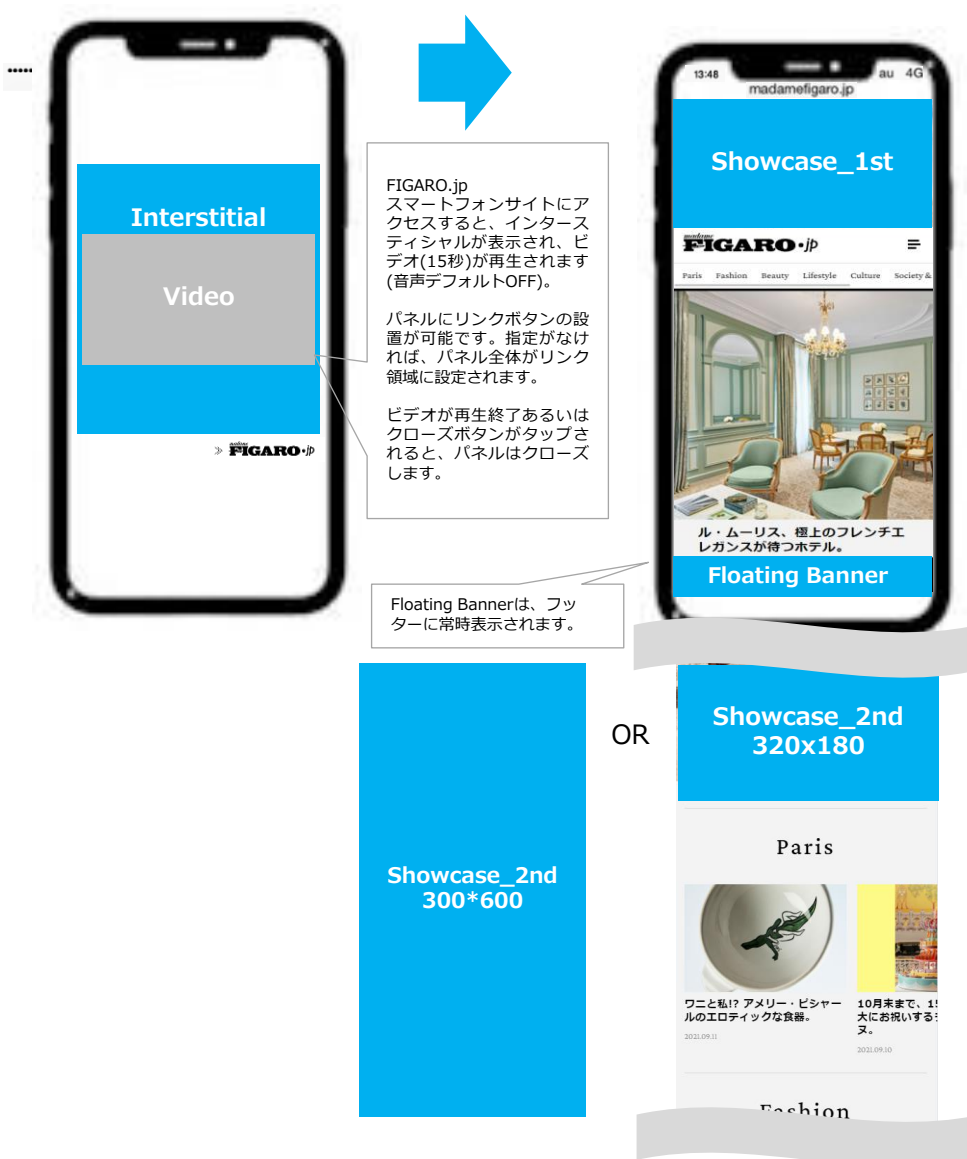 Interstitial
Video
madame
FIGARO・jp
FIGARO.jp
スマートフォンサイトにア
クセスすると、インタース
ティシャルが表示され、ビ
デオ(15秒)が再生されます
(音声デフォルトOFF)。
パネルにリンクボタンの設
置が可能です。指定がなけ
れば、パネル全体がリンク
領域に設定されます。
ビデオが再生終了あるいは
クローズボタンがタップさ
れると、パネルはクローズ
します。
Floating Bannerは、フッ
ターに常時表示されます。
13:48
au 4G
madamefigaro.jp
Showcase_1st
madame
FIGARO・jp
Paris Fashion Beauty Lifestyle Culture Society &
ル・ムーリス、極上のフレンチエ
レガンスが待つホテル。
Floating Banner
Showcase_2nd
300*600
OR
Showcase_2nd
320x180
Paris
ワニと私!? アメリー・ピシャー
ルのエロティックな食器。
2021.09.11
10月末まで、1
大にお祝いする
ヌ。
2021.09.10
Fashion